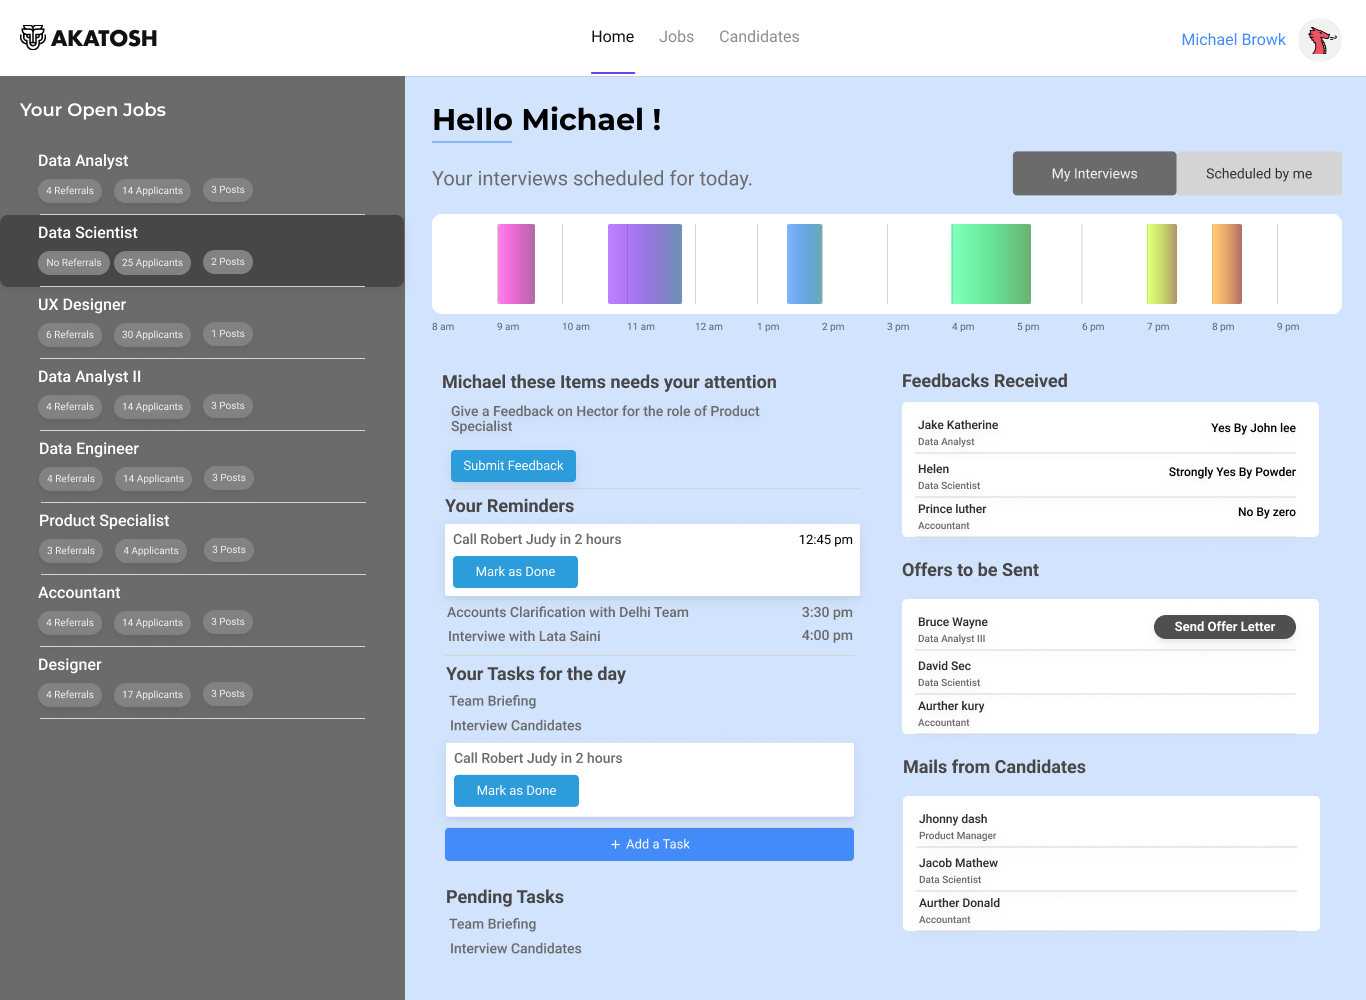 AKATOSH
Home
Jobs
Candidates
Michael Browk
Your Open Jobs
Data Analyst
4 Referrals
14 Applicants
3 Posts
Data Scientist
No Referrals
25 Applicants
2 Posts
UX Designer
6 Referrals
30 Applicants
1 Posts
Data Analyst II
4 Referrals
14 Applicants
3 Posts
Data Engineer
4 Referrals
14 Applicants
3 Posts
Product Specialist
3 Referrals
4 Applicants
3 Posts
Accountant
4 Referrals
14 Applicants
3 Posts
Designer
4 Referrals
17 Applicants
3 Posts
Hello Michael !
Your interviews scheduled for today.
My Interviews
Scheduled by me
8 am
9 am
10 am
11 am
12 am
1 pm
2 pm
3 pm
4 pm
5 pm
6 pm
7 pm
8 pm
9 pm
Michael these Items needs your attention
Give a Feedback on Hector for the role of Product
Specialist
Submit Feedback
Your Reminders
Call Robert Judy in 2 hours
12:45 pm
Mark as Done
Accounts Clarification with Delhi Team
3:30 pm
Interviwe with Lata Saini
4:00 pm
Your Tasks for the day
Team Briefing
Interview Candidates
Call Robert Judy in 2 hours
Mark as Done
+ Add a Task
Pending Tasks
Team Briefing
Interview Candidates
Feedbacks Received
Jake Katherine
Data Analyst
Yes By John lee
Helen
Data Scientist
Strongly Yes By Powder
Prince luther
Accountant
No By zero
Offers to be Sent
Bruce Wayne
Data Analyst III
Send Offer Letter
David Sec
Data Scientist
Aurther kury
Accountant
Mails from Candidates
Jhonny dash
Product Manager
Jacob Mathew
Data Scientist
Aurther Donald
Accountant